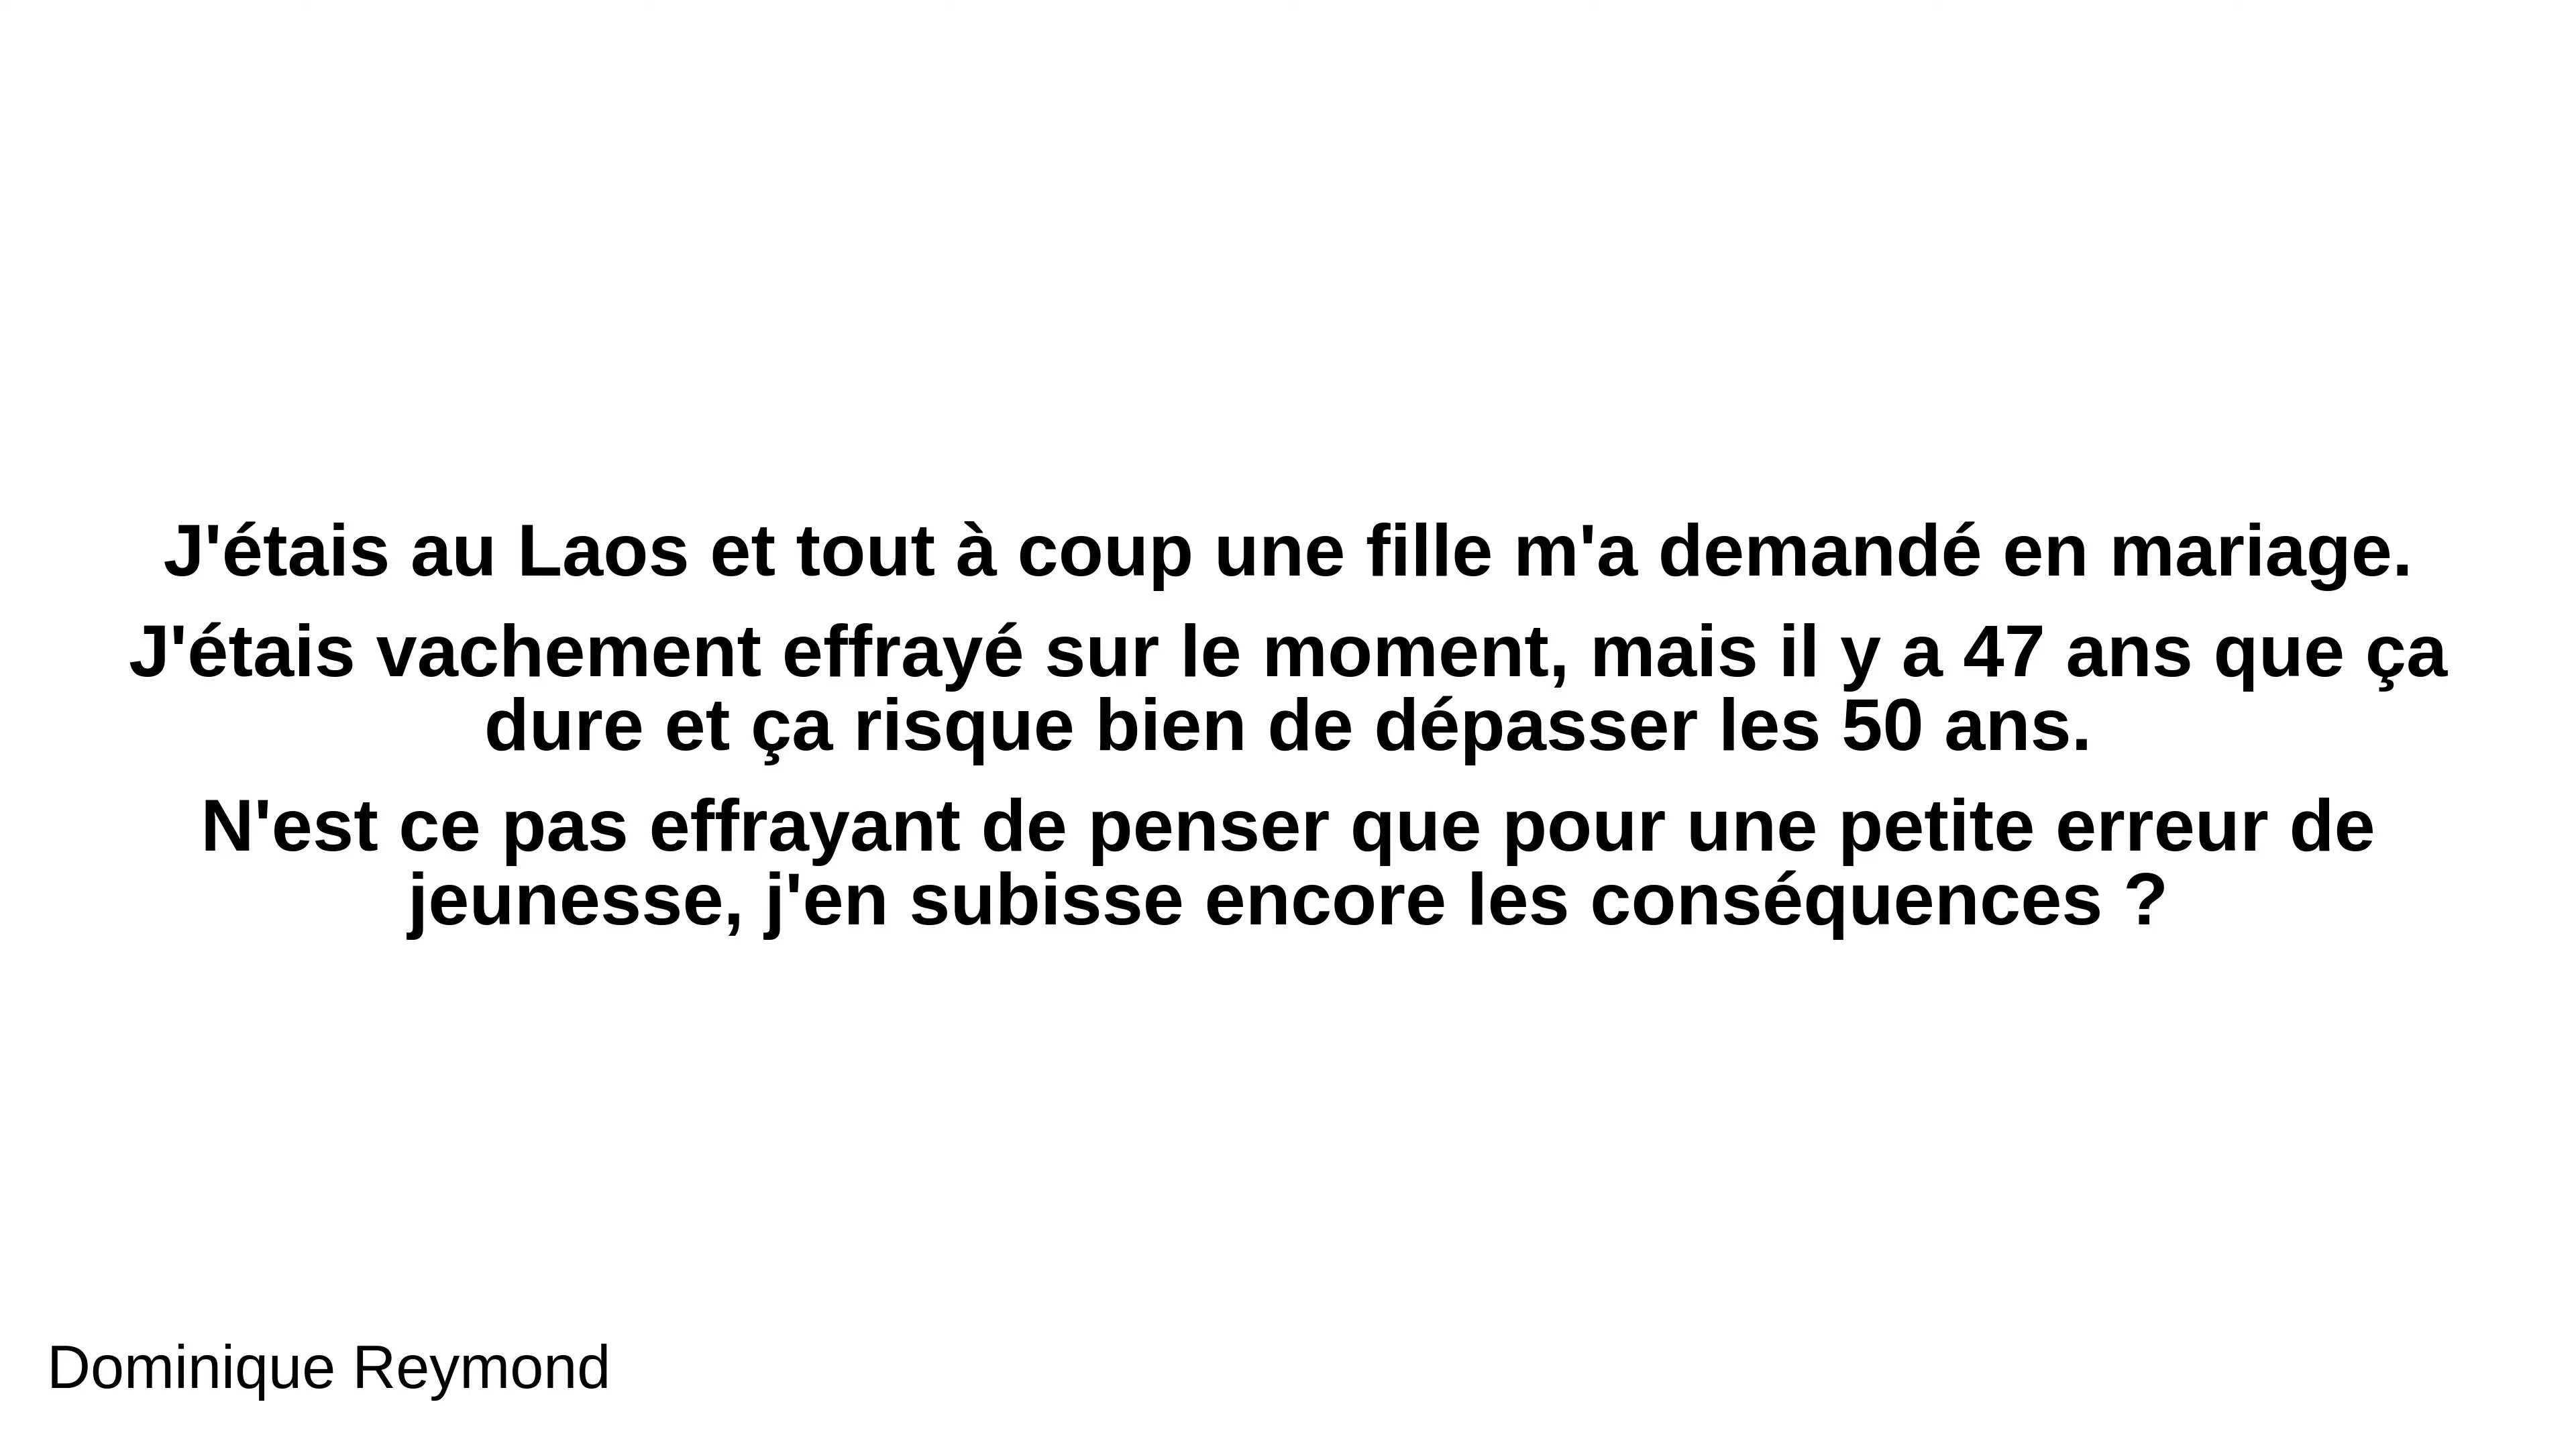 J'étais au Laos et tout à coup une fille m'a demandé en mariage.
J'étais vachement effrayé sur le moment, mais il y a 47 ans que ça
dure et ça risque bien de dépasser les 50 ans.
N'est ce pas effrayant de penser que pour une petite erreur de
jeunesse, j'en subisse encore les conséquences ?
Dominique Reymond